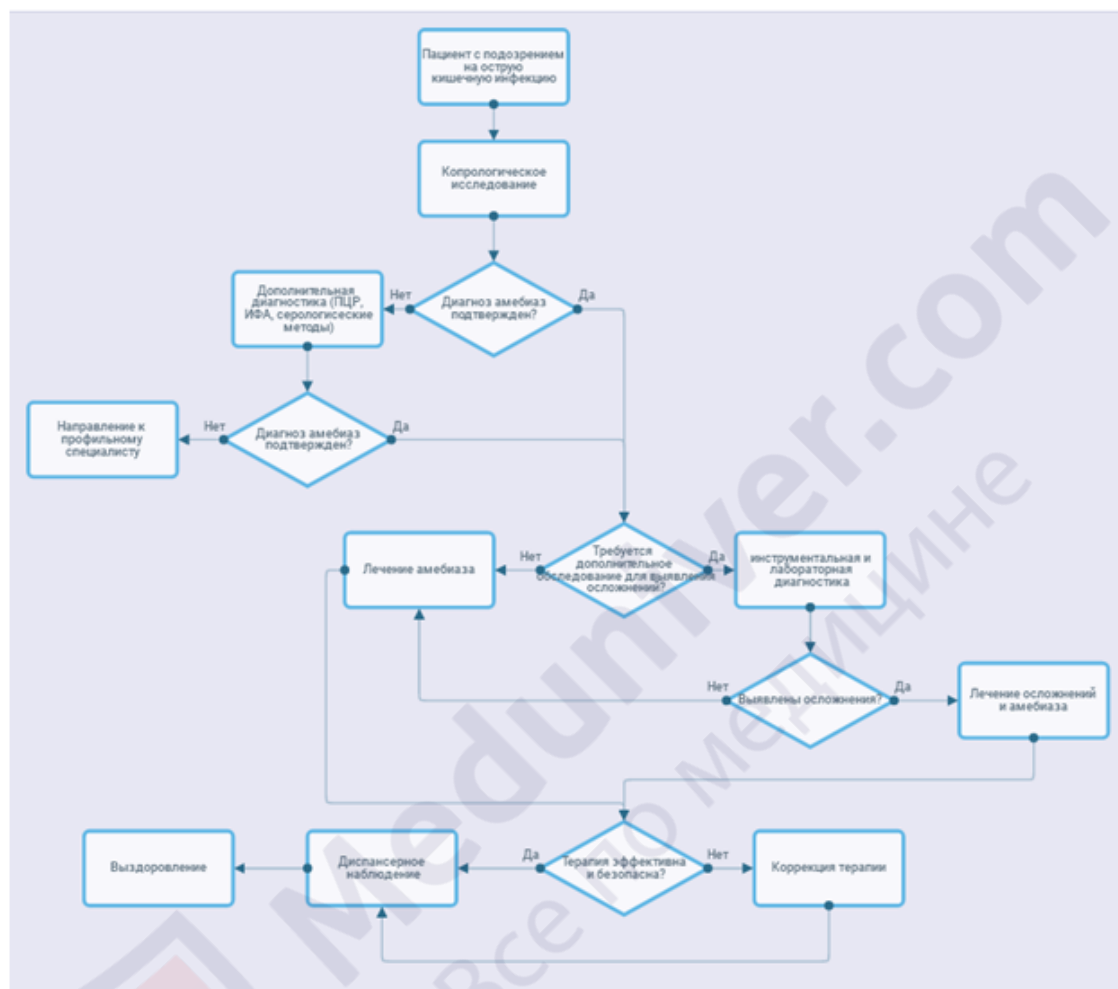 Пациент с подозрением
на острую
кишечную инфекцию
Копрологическое
исследование
Диагноз амебиаз
подтвержден?
Нет
Да
Дополнительная
диагностика (ПЦР,
ИФА, серологисеские
методы)
Диагноз амебиаз
подтвержден?
Нет
Да
Направление к
профильному
специалисту
Требуется
дополнительное
обследование для выявления
осложнений?
Нет
Да
Лечение амебиаза
инструментальная и
лабораторная
диагностика
Выявлены осложнения?
Нет
Да
Лечение осложнений
и амебиаза
Терапия эффективна
и безопасна?
Да
Нет
Диспансерное
наблюдение
Выздоровление
Коррекция терапии
Meduniver.com
Все по медицине